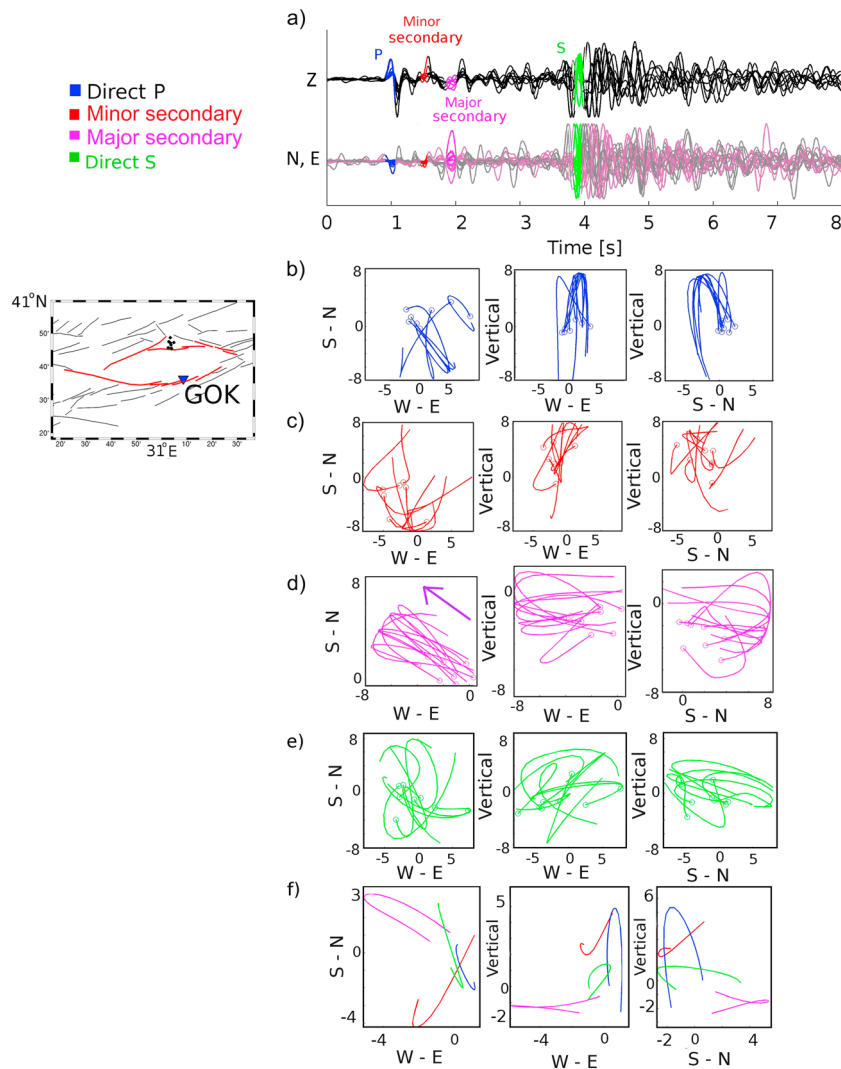 a)
Minor
secondary
P
S
Z
Major
secondary
N, E
0 1 2 3 4 5 6 7 8
Time [s]
Direct P
Minor secondary
Major secondary
Direct S
41°N
50'
40'
30'
20'
20' 30' 40' 50' 10' 20' 30'
31°E
GOK
b)
8
0
-8
S - N
-5 0 5
W - E
8
0
-8
Vertical
-5 0 5
W - E
8
0
-8
Vertical
-5 0 5
S - N
c)
8
0
-8
S - N
-5 0 5
W - E
8
0
-8
Vertical
-5 0 5
W - E
8
0
-8
Vertical
-5 0 5
S - N
d)
8
0
S - N
-8 0
W - E
0
-8
Vertical
-8 0
W - E
0
-8
Vertical
0 8
S - N
e)
8
0
-8
S - N
-5 0 5
W - E
8
0
-8
Vertical
-5 0 5
W - E
8
0
-8
Vertical
-5 0 5
S - N
f)
3
0
-4
S - N
-4 0
W - E
5
0
-2
Vertical
-4 0
W - E
6
0
-2
Vertical
-2 0 4
S - N